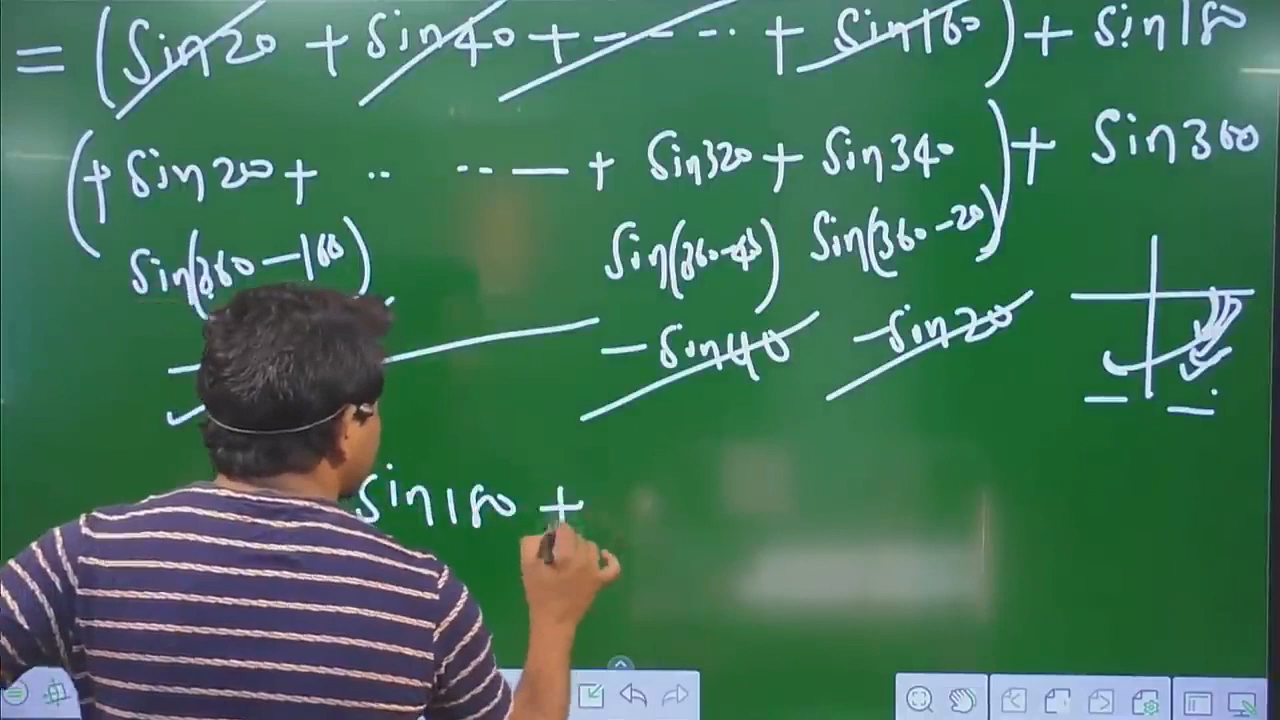 = (Sin20 + Sin40 + ---·· + Sin160) + Sin180
(+ Sin200 + ·· ··— + Sin320 + Sin340) + Sin360
Sin(360-160) Sin(360-40) Sin(360-20)
- Sin40 - Sin20
Sin180 +